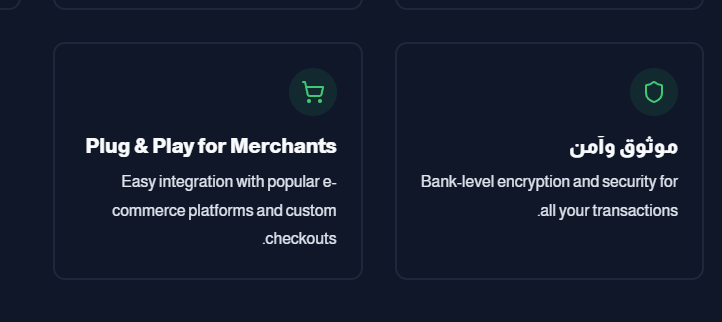 موثوق وآمن
Bank-level encryption and security for
.all your transactions
Plug & Play for Merchants
Easy integration with popular e-
commerce platforms and custom
.checkouts